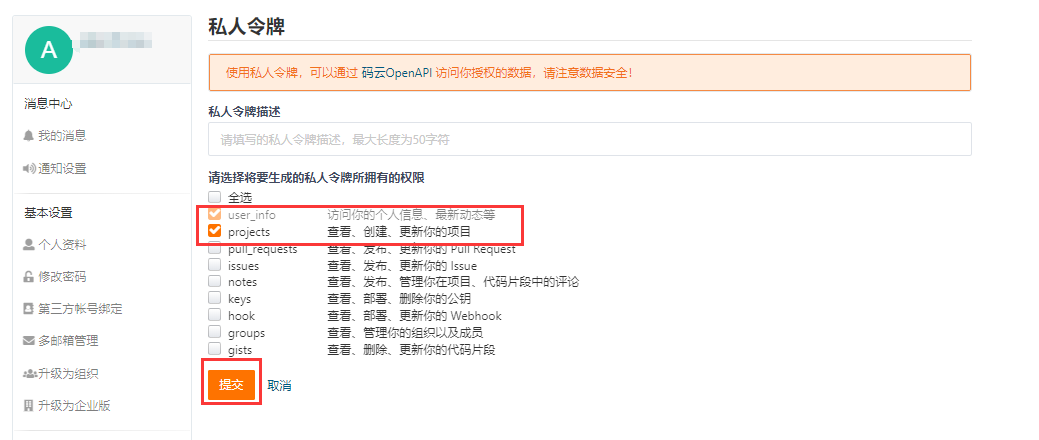 A
消息中心
我的消息
通知设置
基本设置
个人资料
修改密码
第三方帐号绑定
多邮箱管理
升级为组织
升级为企业版
私人令牌
使用私人令牌，可以通过 码云OpenAPI 访问你授权的数据，请注意数据安全！
私人令牌描述
请填写的私人令牌描述，最大长度为50字符
请选择将要生成的私人令牌所拥有的权限
全选
user_info 访问你的个人信息、最新动态等
projects 查看、创建、更新你的项目
pull_requests 查看、发布、更新你的 Pull Request
issues 查看、发布、更新你的 Issue
notes 查看、发布、管理你在项目、代码片段中的评论
keys 查看、部署、删除你的公钥
hook 查看、部署、更新你的 Webhook
groups 查看、管理你的组织以及成员
gists 查看、删除、更新你的代码片段
提交 取消